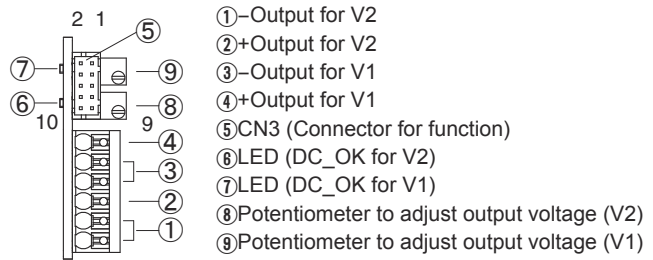 2 1
⑤
⑦
⑨
⑥
⑧
10
9
④
③
②
①
①−Output for V2
②+Output for V2
③−Output for V1
④+Output for V1
⑤CN3 (Connector for function)
⑥LED (DC_OK for V2)
⑦LED (DC_OK for V1)
⑧Potentiometer to adjust output voltage (V2)
⑨Potentiometer to adjust output voltage (V1)